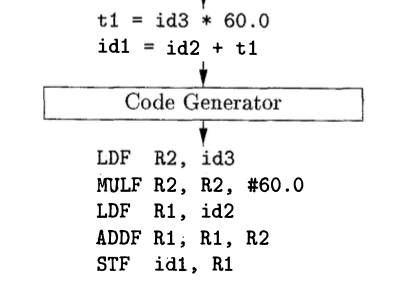 t1 = id3 * 60.0
id1 = id2 + t1
Code Generator
LDF R2, id3
MULF R2, R2, #60.0
LDF R1, id2
ADDF R1, R1, R2
STF id1, R1